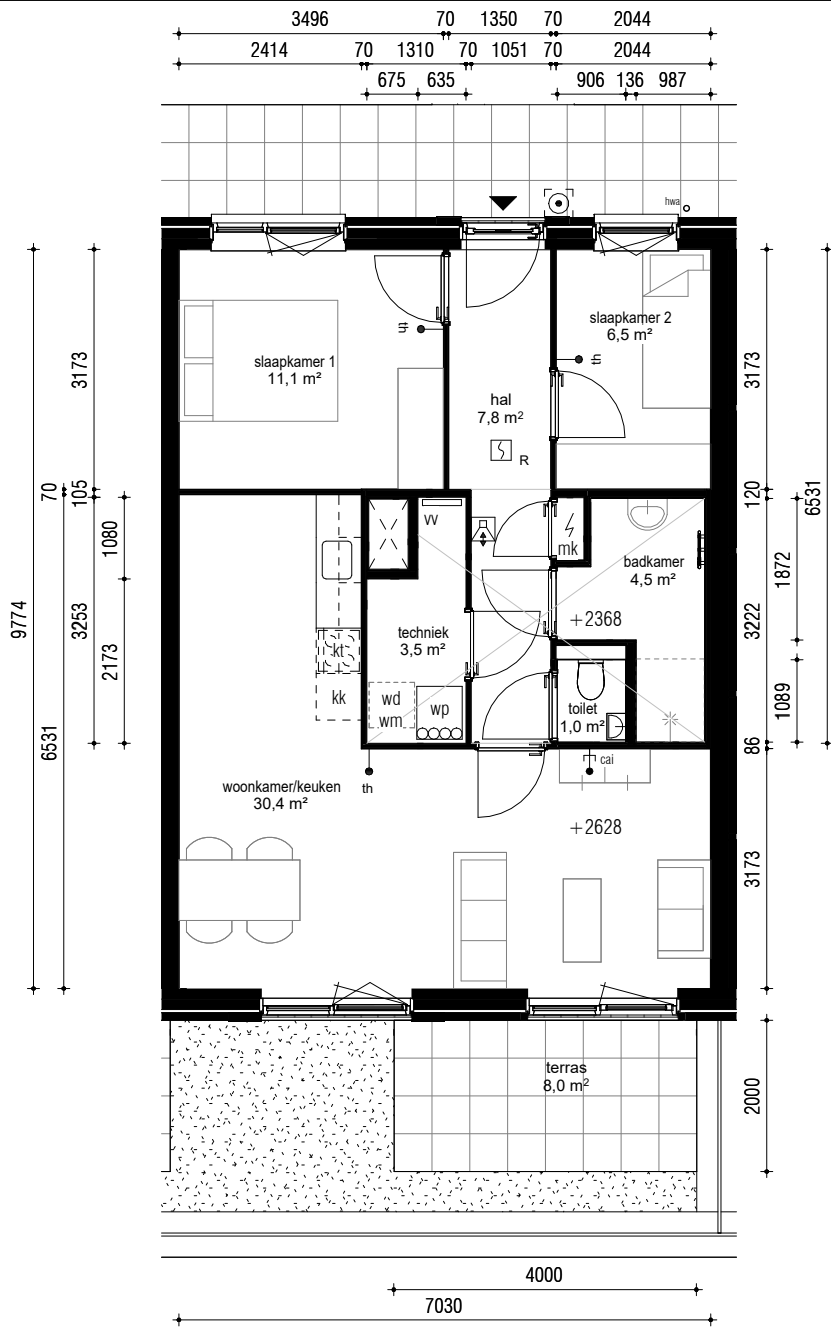 3496 70 1350 70 2044
2414 70 1310 70 1051 70 2044
675 635 906 136 987
hwa
th
slaapkamer 2
6,5 m²
th
slaapkamer 1
11,1 m²
hal
7,8 m²
R
3173
3173
70
105
120
6531
vv
mk
badkamer
4,5 m²
1080
1872
+2368
9774
3253
3222
techniek
3,5 m²
2173
kt
kk
wd
wm
wp
toilet
1,0 m²
1089
6531
86
cai
th
woonkamer/keuken
30,4 m²
+2628
3173
terras
8,0 m²
2000
4000
7030